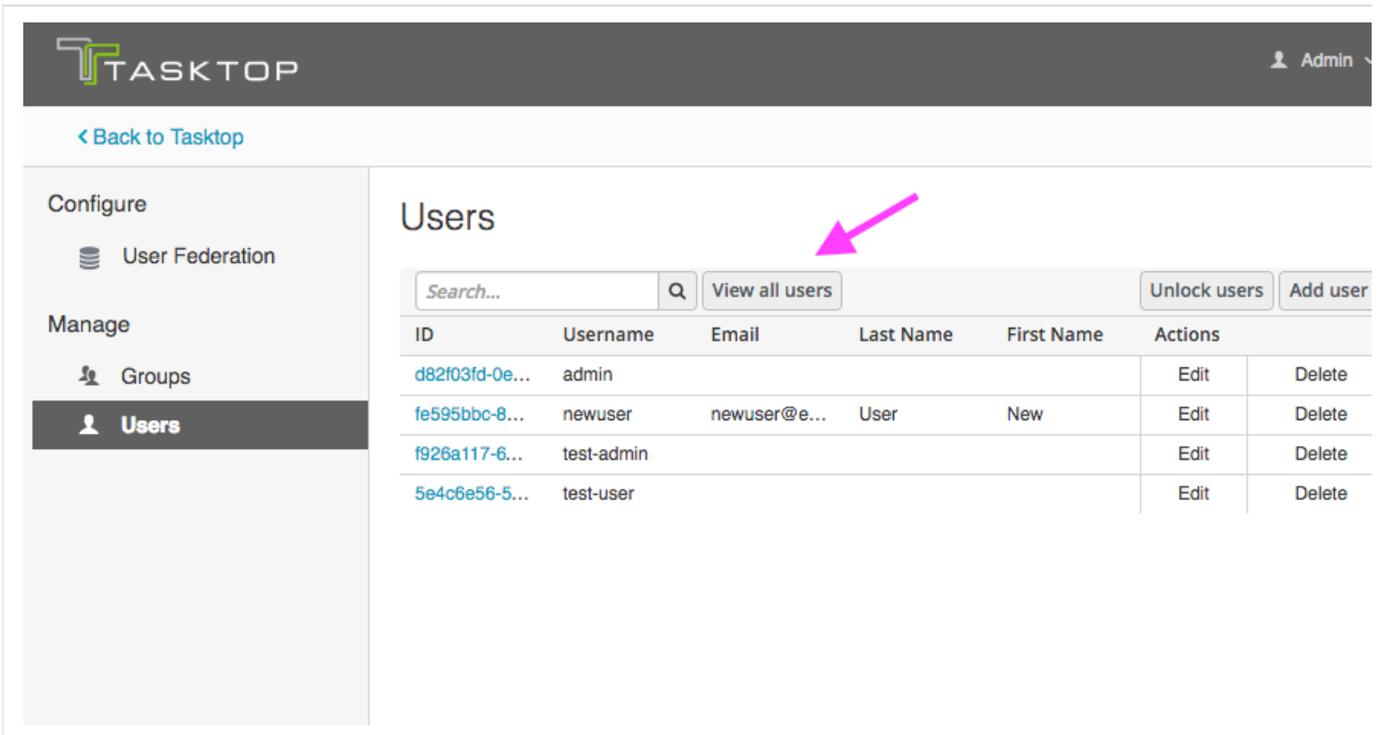 TASKTOP
Admin
Back to Tasktop
Configure
User Federation
Manage
Groups
Users
Users
Search... View all users Unlock users Add user
ID Username Email Last Name First Name Actions
d82f03fd-0e... admin Edit Delete
fe595bbc-8... newuser newuser@e... User New Edit Delete
f926a117-6... test-admin Edit Delete
5e4c6e56-5... test-user Edit Delete